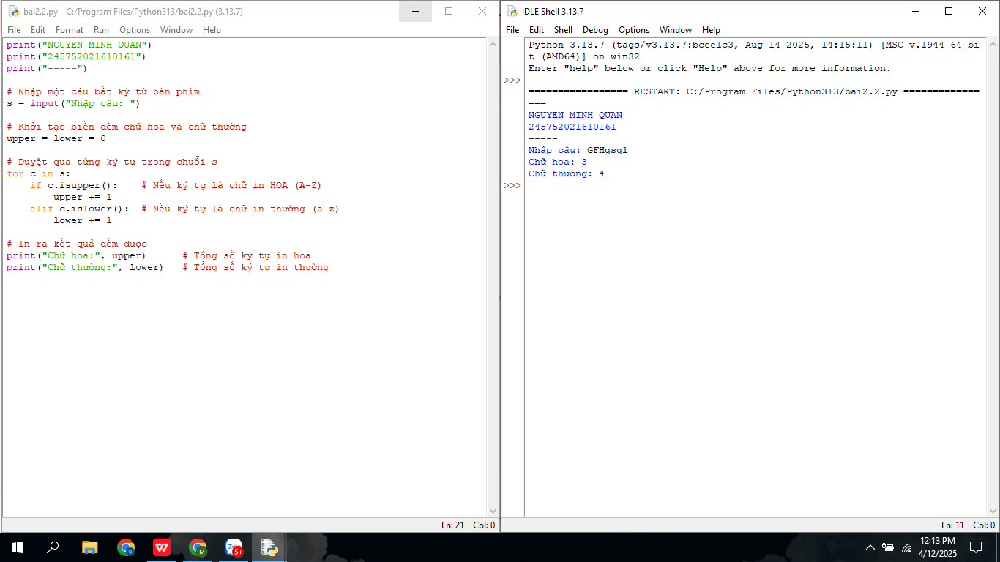 bai2.2.py - C:/Program Files/Python313/bai2.2.py (3.13.7)
File Edit Format Run Options Window Help
print("NGUYEN MINH QUAN")
print("245752021610161")
print("-----")
# Nhập một câu bất kỳ từ bàn phím
s = input("Nhập câu: ")
# Khởi tạo biến đếm chữ hoa và chữ thường
upper = lower = 0
# Duyệt qua từng ký tự trong chuỗi s
for c in s:
    if c.isupper():    # Nếu ký tự là chữ in HOA (A-Z)
        upper += 1
    elif c.islower():  # Nếu ký tự là chữ in thường (a-z)
        lower += 1
# In ra kết quả đếm được
print("Chữ hoa:", upper)      # Tổng số ký tự in hoa
print("Chữ thường:", lower)   # Tổng số ký tự in thường
Ln: 21 Col: 0
IDLE Shell 3.13.7
File Edit Shell Debug Options Window Help
Python 3.13.7 (tags/v3.13.7:bcee1c3, Aug 14 2025, 14:15:11) [MSC v.1944 64 bi
t (AMD64)] on win32
Enter "help" below or click "Help" above for more information.
>>>
================= RESTART: C:/Program Files/Python313/bai2.2.py =============
===
NGUYEN MINH QUAN
245752021610161
-----
Nhập câu: GFHgsgl
Chữ hoa: 3
Chữ thường: 4
>>>
Ln: 11 Col: 0
W
Q
M
Zalo
5+
12:13 PM
4/12/2025